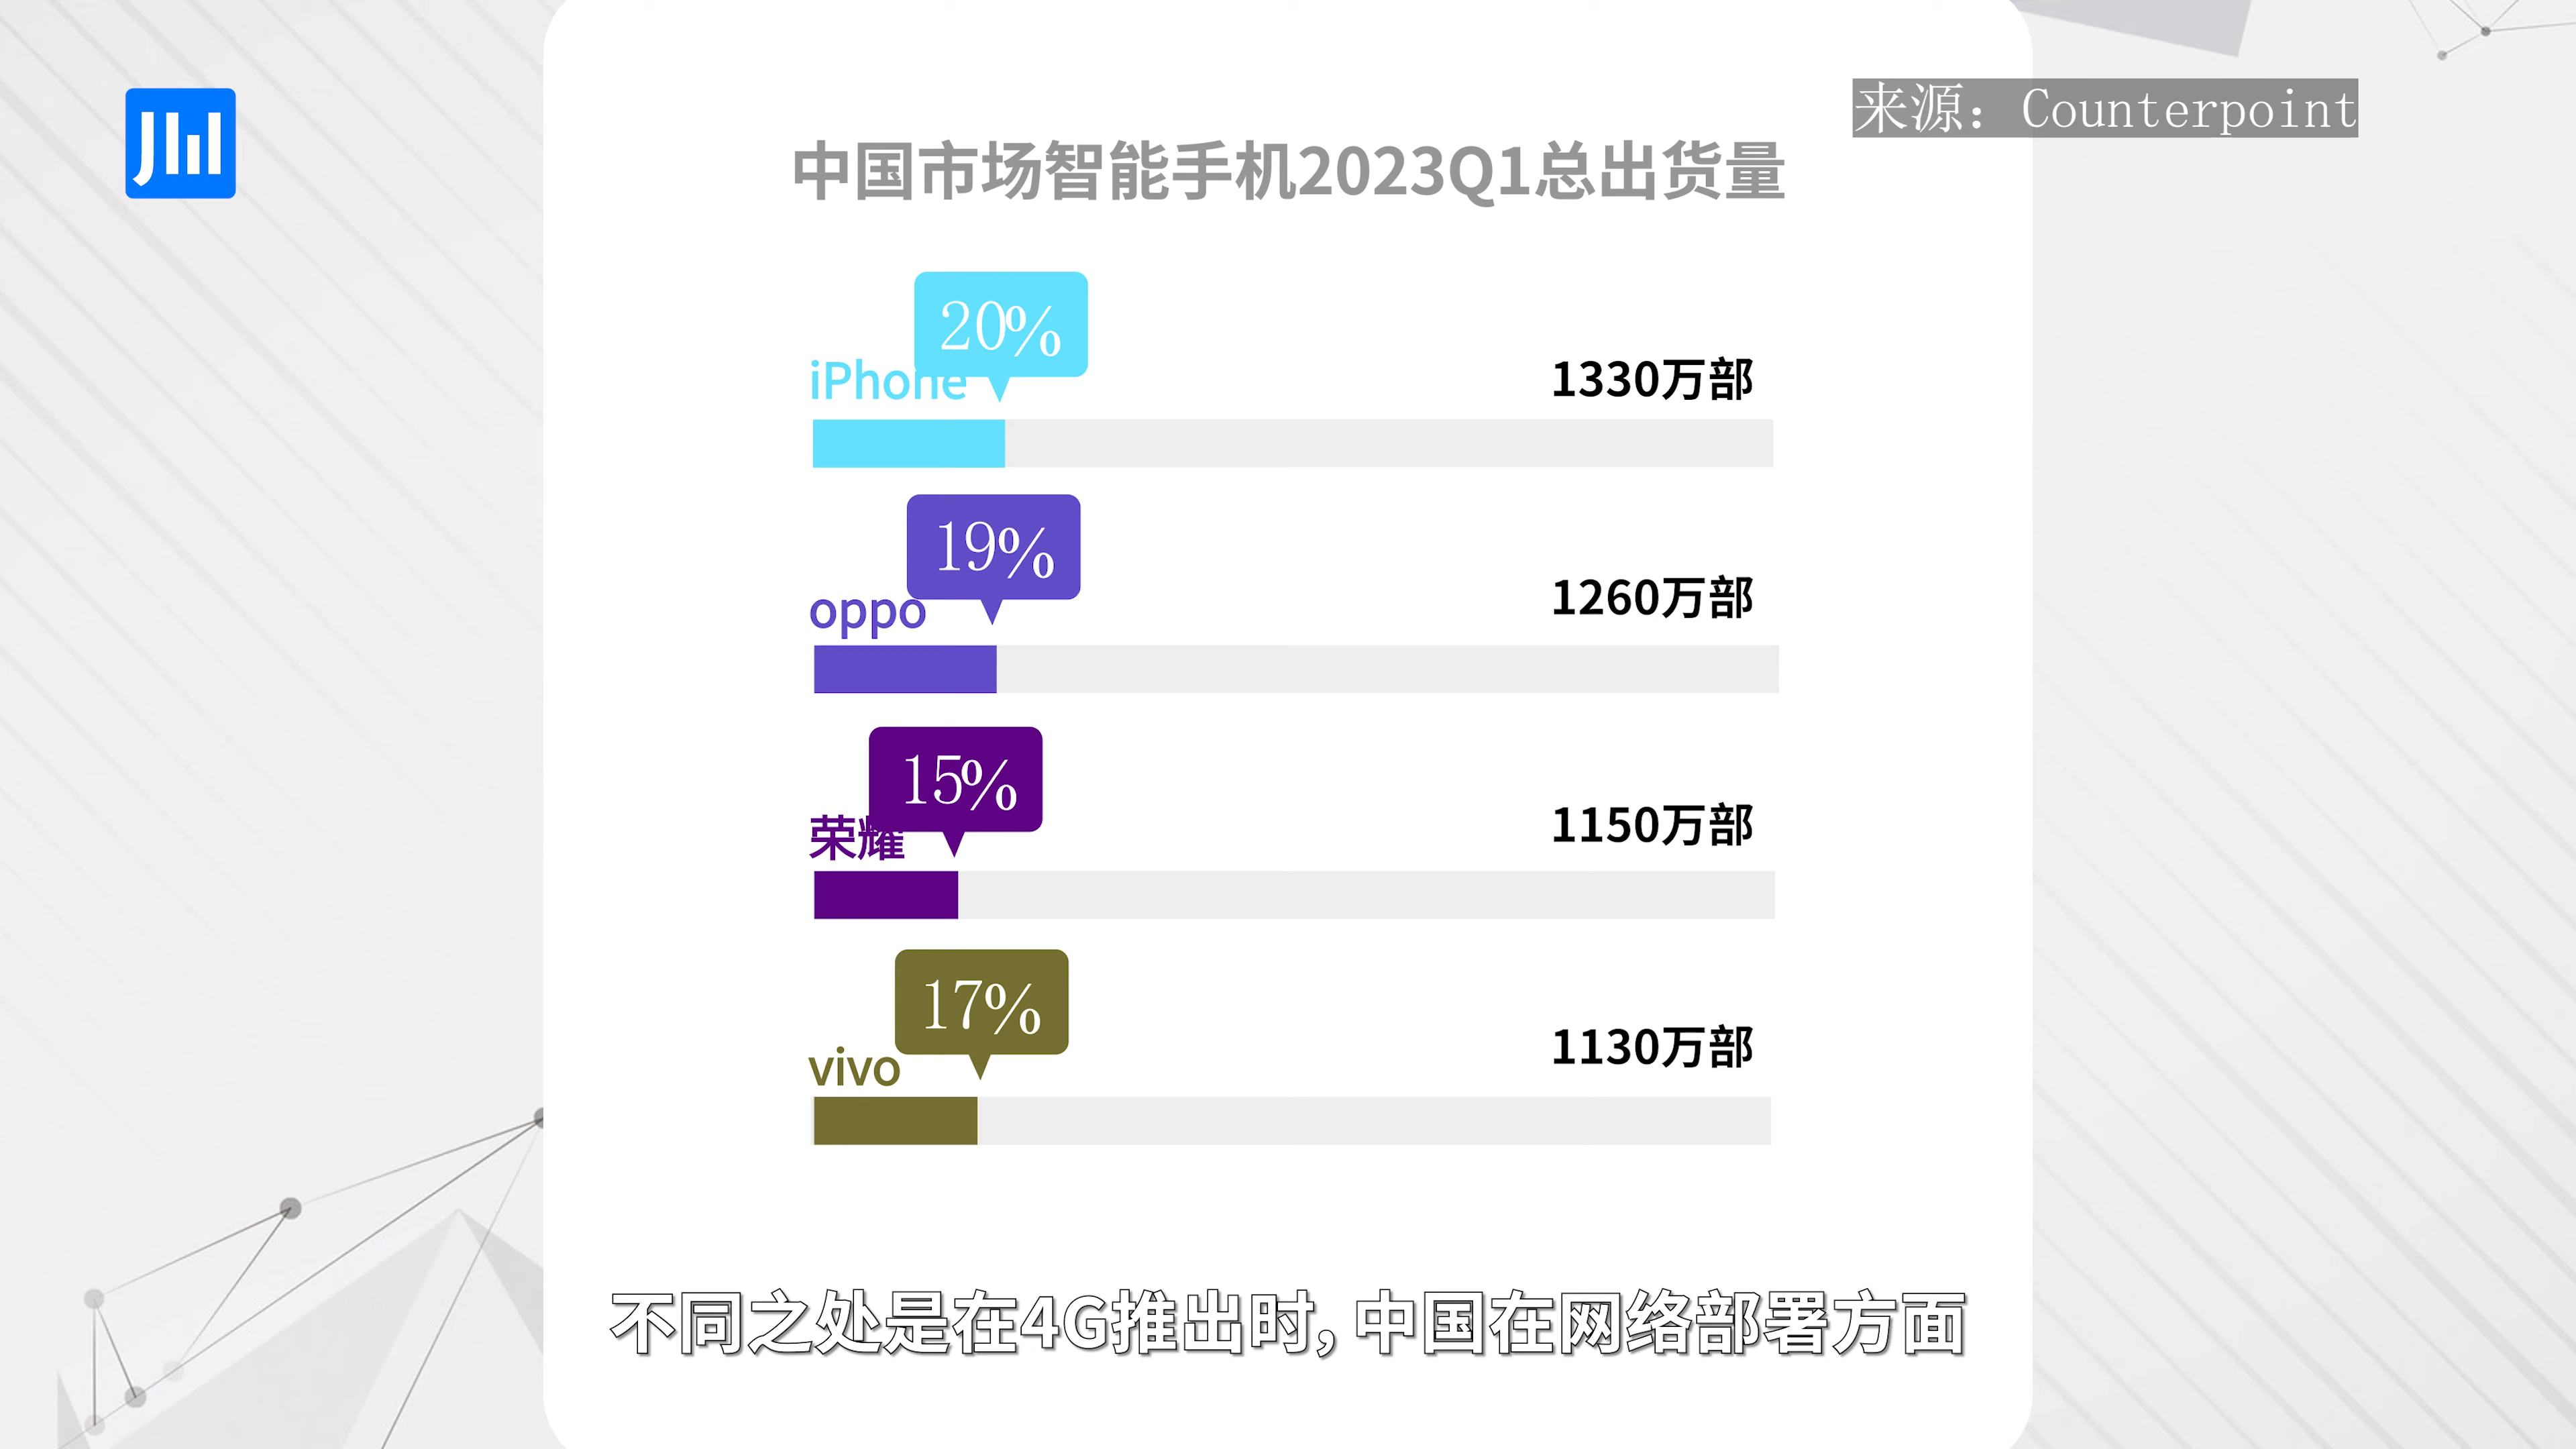 JM
来源：Counterpoint
中国市场智能手机2023Q1总出货量
20%
iPhone
1330万部
19%
oppo
1260万部
15%
荣耀
1150万部
17%
vivo
1130万部
不同之处是在4G推出时，中国在网络部署方面